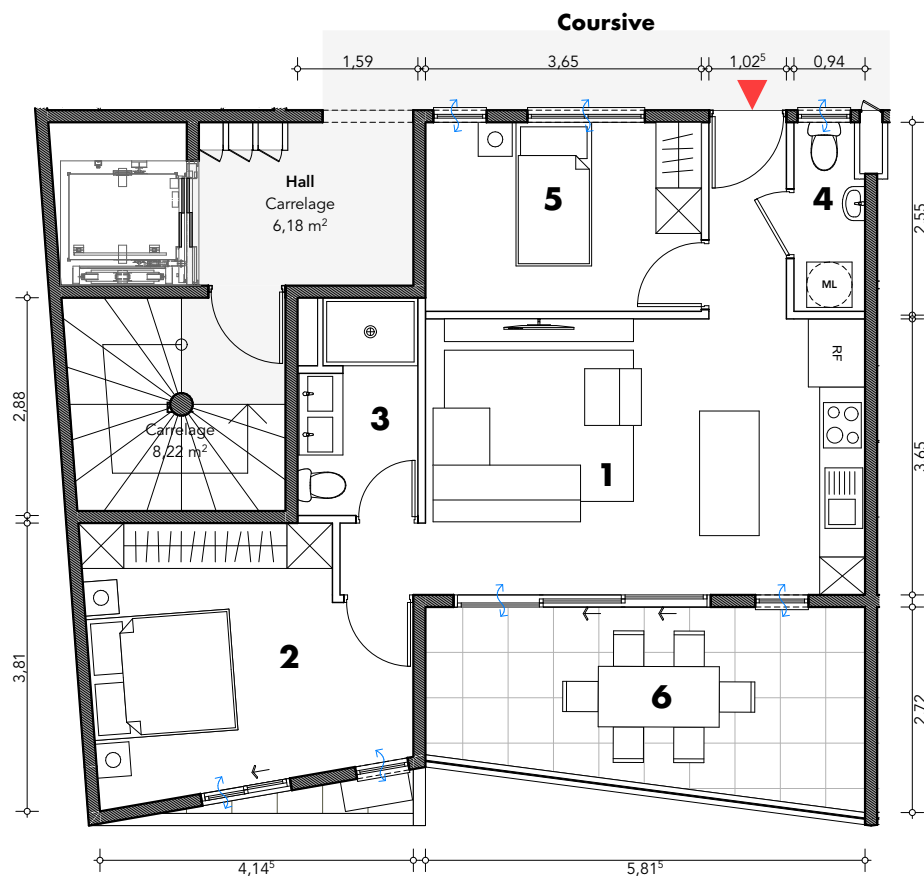 Coursive
1,59 3,65 1,02⁵ 0,94
Hall
Carrelage
6,18 m²
5
4
2,55
ML
RF
3
2,88
Carrelage
8,22 m²
1
3,65
2
3,81
6
2,72
4,14⁵ 5,81⁵